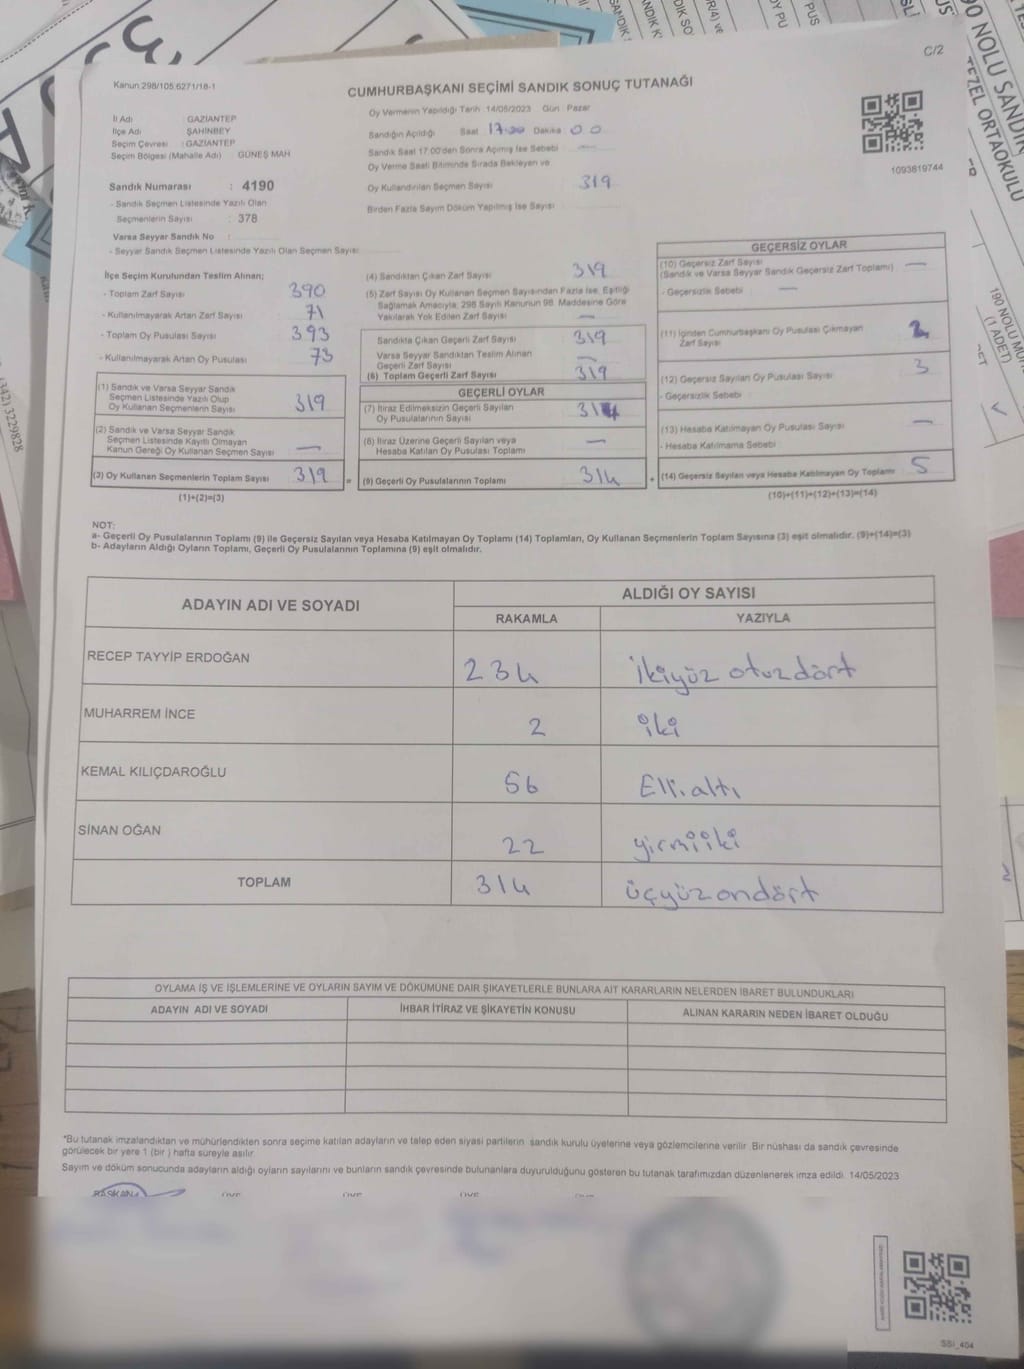 C/2
Kanun 298/105.6271/18-1
CUMHURBAŞKANI SEÇİMİ SANDIK SONUÇ TUTANAĞI
İl Adı : GAZİANTEP
İlçe Adı : ŞAHİNBEY
Seçim Çevresi : GAZİANTEP
Seçim Bölgesi (Mahalle Adı) : GÜNEŞ MAH
Sandık Numarası : 4190
- Sandık Seçmen Listesinde Yazılı Olan
Seçmenlerin Sayısı : 378
Varsa Seyyar Sandık No :
- Seyyar Sandık Seçmen Listesinde Yazılı Olan Seçmen Sayısı
Oy Vermenin Yapıldığı Tarih 14/05/2023 Gün Pazar
Sandığın Açıldığı Saat 17:00 Dakika 00
Sandık Saat 17:00'den Sonra Açımış İse Sebebi —
Oy Verme Saati Bitiminde Sırada Bekleyen ve
Oy Kullandırılan Seçmen Sayısı 319
Birden Fazla Sayım Döküm Yapılmış İse Sayısı
1093619744
İlçe Seçim Kurulundan Teslim Alınan;
- Toplam Zarf Sayısı 390
- Kullanılmayarak Artan Zarf Sayısı 71
- Toplam Oy Pusulası Sayısı 393
- Kullanılmayarak Artan Oy Pusulası 73
(1) Sandık ve Varsa Seyyar Sandık
Seçmen Listesinde Yazılı Olup
Oy Kullanan Seçmenlerin Sayısı 319
(2) Sandık ve Varsa Seyyar Sandık
Seçmen Listesinde Kayıtlı Olmayan
Kanun Gereği Oy Kullanan Seçmen Sayısı —
(3) Oy Kullanan Seçmenlerin Toplam Sayısı 319 =
(1)+(2)=(3)
(4) Sandıktan Çıkan Zarf Sayısı 319
(5) Zarf Sayısı Oy Kullanan Seçmen Sayısından Fazla İse, Eşitliği
Sağlamak Amacıyla, 298 Sayılı Kanunun 98. Maddesine Göre
Yakılarak Yok Edilen Zarf Sayısı —
Sandıkta Çıkan Geçerli Zarf Sayısı 319
Varsa Seyyar Sandıktan Teslim Alınan
Geçerli Zarf Sayısı —
(6) Toplam Geçerli Zarf Sayısı 319
GEÇERLİ OYLAR
(7) İtiraz Edilmeksizin Geçerli Sayılan
Oy Pusulalarının Sayısı 314
(8) İtiraz Üzerine Geçerli Sayılan veya
Hesaba Katılan Oy Pusulası Toplamı —
(9) Geçerli Oy Pusulalarının Toplamı 314 +
GEÇERSİZ OYLAR
(10) Geçersiz Zarf Sayısı
(Sandık ve Varsa Seyyar Sandık Geçersiz Zarf Toplamı) —
- Geçersizlik Sebebi —
(11) İçinden Cumhurbaşkanı Oy Pusulası Çıkmayan
Zarf Sayısı 2
(12) Geçersiz Sayılan Oy Pusulası Sayısı 3
- Geçersizlik Sebebi
(13) Hesaba Katılmayan Oy Pusulası Sayısı —
- Hesaba Katılmama Sebebi
(14) Geçersiz Sayılan veya Hesaba Katılmayan Oy Toplamı 5
(10)+(11)+(12)+(13)=(14)
NOT:
a- Geçerli Oy Pusulalarının Toplamı (9) ile Geçersiz Sayılan veya Hesaba Katılmayan Oy Toplamı (14) Toplamları, Oy Kullanan Seçmenlerin Toplam Sayısına (3) eşit olmalıdır. (9)+(14)=(3)
b- Adayların Aldığı Oyların Toplamı, Geçerli Oy Pusulalarının Toplamına (9) eşit olmalıdır.
ADAYIN ADI VE SOYADI ALDIĞI OY SAYISI
RAKAMLA YAZIYLA
RECEP TAYYİP ERDOĞAN 234 ikiyüz otuzdört
MUHARREM İNCE 2 iki
KEMAL KILIÇDAROĞLU 56 Elli altı
SİNAN OĞAN 22 yirmiiki
TOPLAM 314 üçyüzondört
OYLAMA İŞ VE İŞLEMLERİNE VE OYLARIN SAYIM VE DÖKÜMÜNE DAİR ŞİKAYETLERLE BUNLARA AİT KARARLARIN NELERDEN İBARET BULUNDUKLARI
ADAYIN ADI VE SOYADI İHBAR İTİRAZ VE ŞİKAYETİN KONUSU ALINAN KARARIN NEDEN İBARET OLDUĞU
*Bu tutanak imzalandıktan ve mühürlendikten sonra seçime katılan adayların ve talep eden siyasi partilerin sandık kurulu üyelerine veya gözlemcilerine verilir. Bir nüshası da sandık çevresinde
görülecek bir yere 1 (bir) hafta süreyle asılır.
Sayım ve döküm sonucunda adayların aldığı oyların sayılarını ve bunların sandık çevresinde bulunanlara duyurulduğunu gösteren bu tutanak tarafımızdan düzenlenerek imza edildi. 14/05/2023
BAŞKAN
SSİ_404
90 NOLU SANDIK
TEZEL ORTAOKULU
(1 ADET)
(342) 3229828